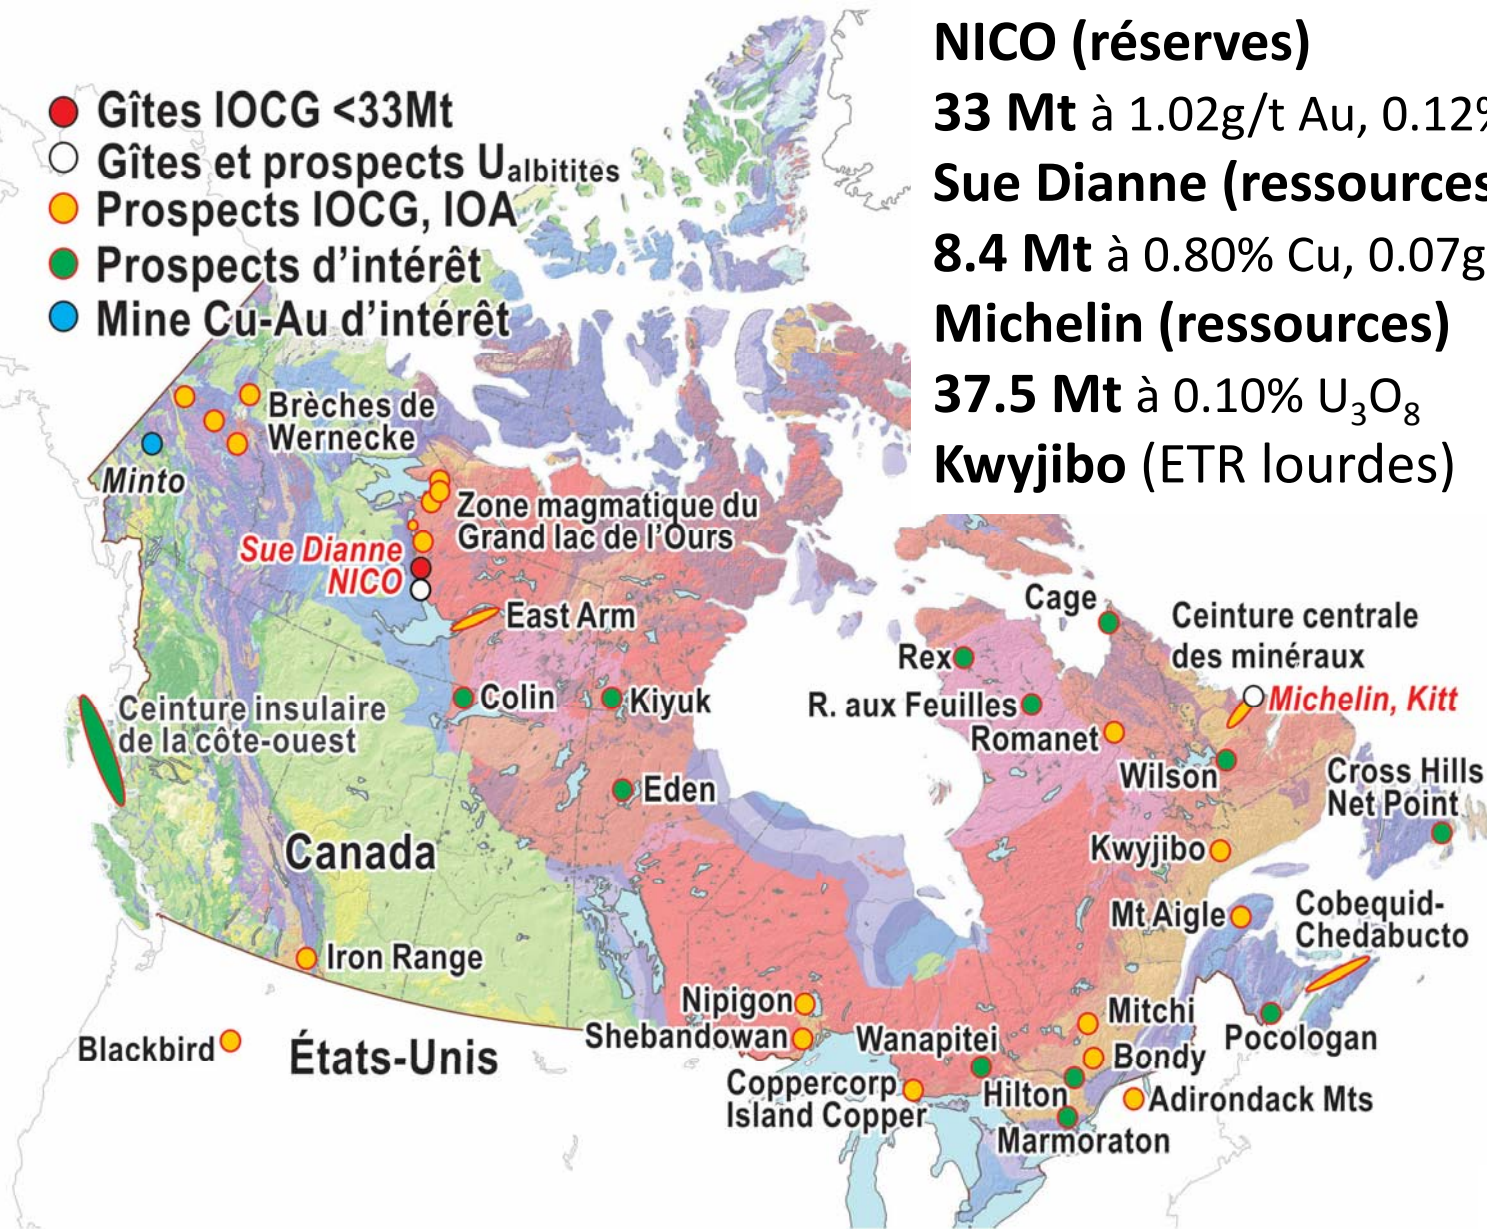 NICO (réserves)
33 Mt à 1.02g/t Au, 0.12%
Sue Dianne (ressources
8.4 Mt à 0.80% Cu, 0.07g
Michelin (ressources)
37.5 Mt à 0.10% U3O8
Kwyjibo (ETR lourdes)
Gîtes IOCG <33Mt
Gîtes et prospects Ualbitites
Prospects IOCG, IOA
Prospects d’intérêt
Mine Cu-Au d’intérêt
Brèches de
Wernecke
Minto
Zone magmatique du
Grand lac de l’Ours
Sue Dianne
NICO
East Arm
Cage
Ceinture centrale
des minéraux
Rex
Michelin, Kitt
Colin
Kiyuk
R. aux Feuilles
Ceinture insulaire
de la côte-ouest
Romanet
Wilson
Cross Hills
Net Point
Eden
Canada
Kwyjibo
Mt Aigle
Cobequid-
Chedabucto
Iron Range
Nipigon
Shebandowan
Wanapitei
Mitchi
Pocologan
Blackbird
États-Unis
Bondy
Coppercorp
Island Copper
Hilton
Adirondack Mts
Marmoraton